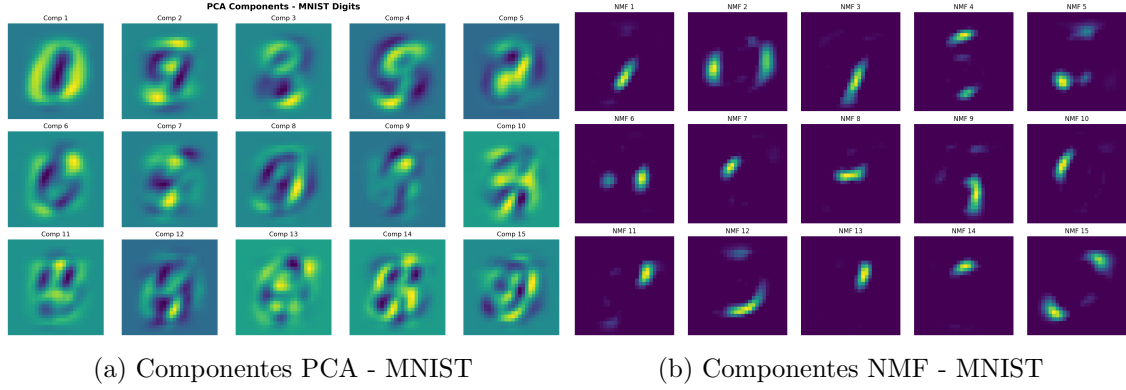 PCA Components - MNIST Digits
Comp 1 Comp 2 Comp 3 Comp 4 Comp 5
Comp 6 Comp 7 Comp 8 Comp 9 Comp 10
Comp 11 Comp 12 Comp 13 Comp 14 Comp 15
(a) Componentes PCA - MNIST
NMF 1 NMF 2 NMF 3 NMF 4 NMF 5
NMF 6 NMF 7 NMF 8 NMF 9 NMF 10
NMF 11 NMF 12 NMF 13 NMF 14 NMF 15
(b) Componentes NMF - MNIST